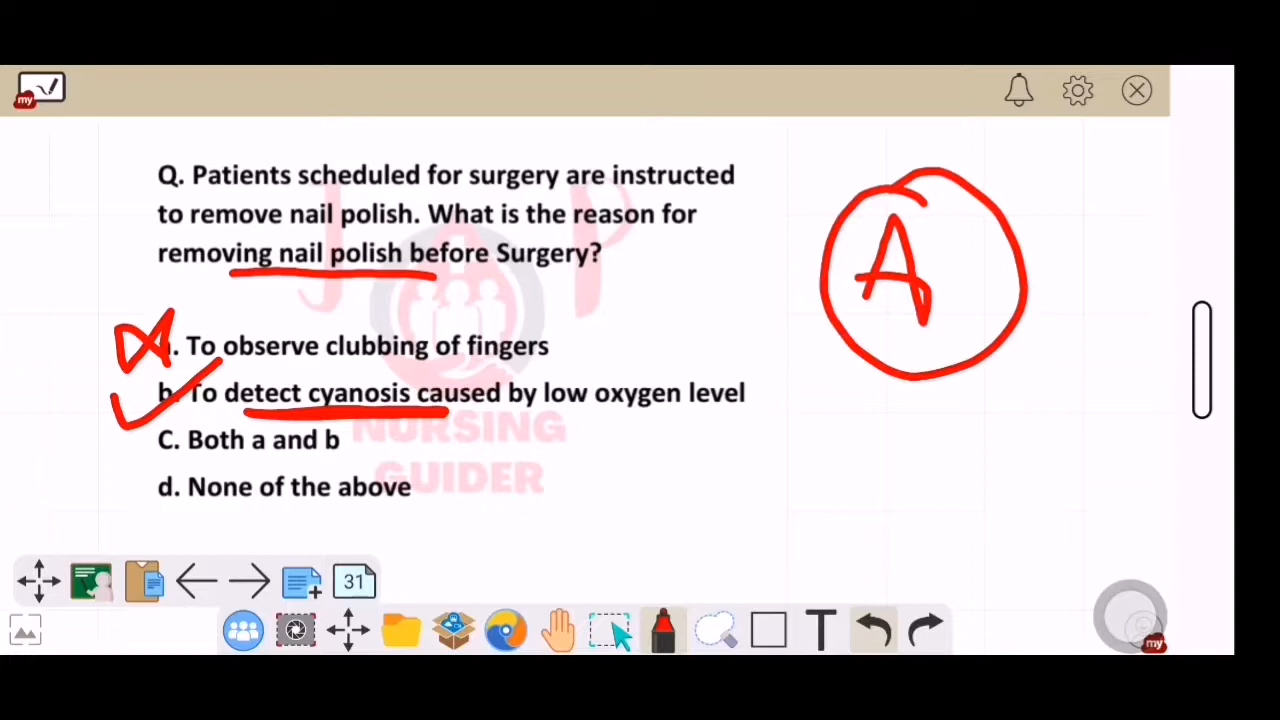 my
Q. Patients scheduled for surgery are instructed
to remove nail polish. What is the reason for
removing nail polish before Surgery?
A
a. To observe clubbing of fingers
b. To detect cyanosis caused by low oxygen level
C. Both a and b
d. None of the above
J P
NURSING
GUIDER
31
T
my